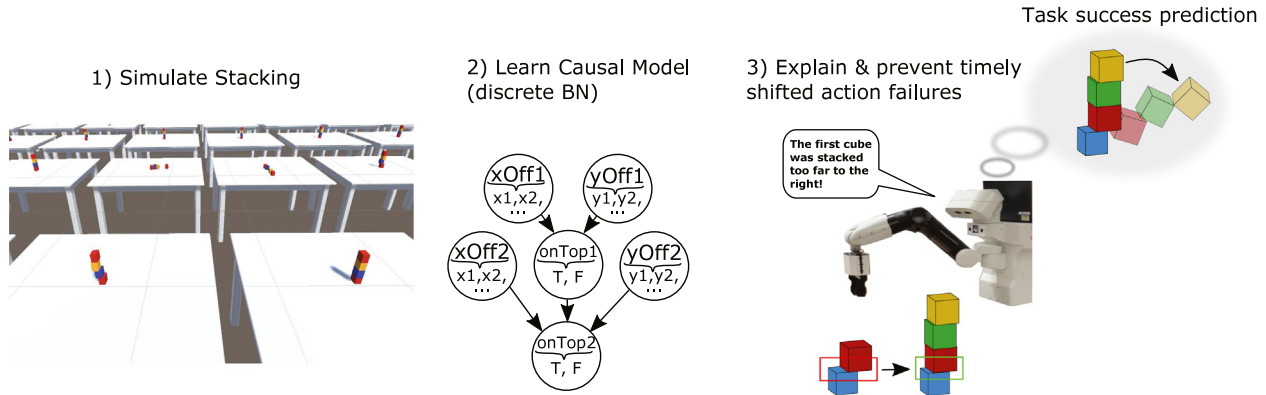 Task success prediction
1) Simulate Stacking
2) Learn Causal Model
(discrete BN)
3) Explain & prevent timely
shifted action failures
The first cube
was stacked
too far to the
right!
xOff1
x1,x2,
...
yOff1
y1,y2,
...
xOff2
x1,x2,
...
onTop1
T, F
yOff2
y1,y2,
...
onTop2
T, F